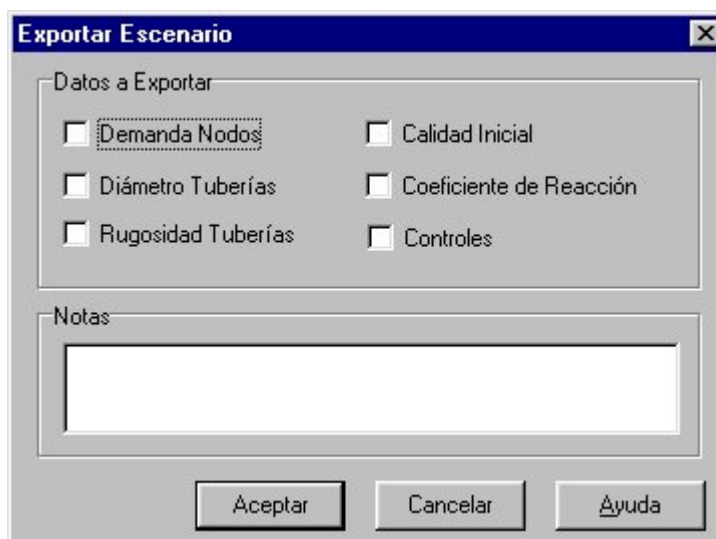 Exportar Escenario
Datos a Exportar
Demanda Nodos
Calidad Inicial
Diámetro Tuberías
Coeficiente de Reacción
Rugosidad Tuberías
Controles
Notas
Aceptar
Cancelar
Ayuda